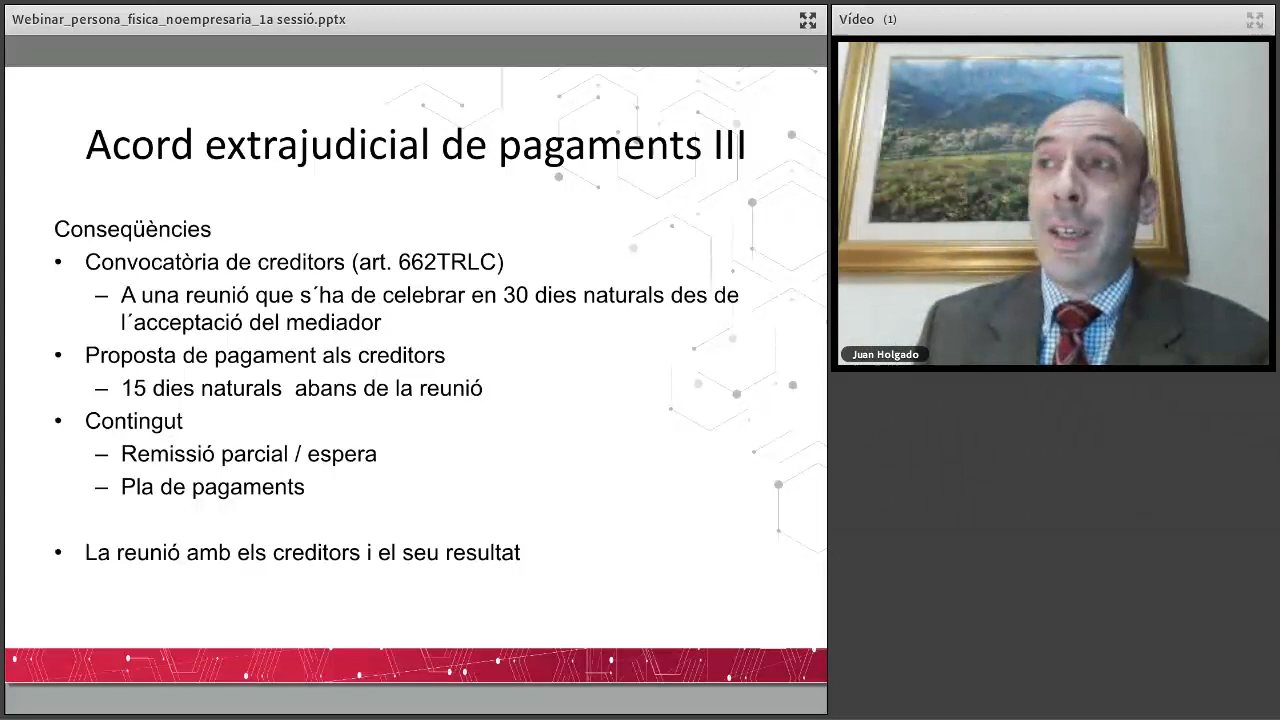 Webinar_persona_fisica_noempresaria_1a sessió.pptx
Vídeo (1)
Acord extrajudicial de pagaments III
Conseqüències
• Convocatòria de creditors (art. 662TRLC)
– A una reunió que s´ha de celebrar en 30 dies naturals des de
l´acceptació del mediador
• Proposta de pagament als creditors
– 15 dies naturals abans de la reunió
• Contingut
– Remissió parcial / espera
– Pla de pagaments
• La reunió amb els creditors i el seu resultat
Juan Holgado